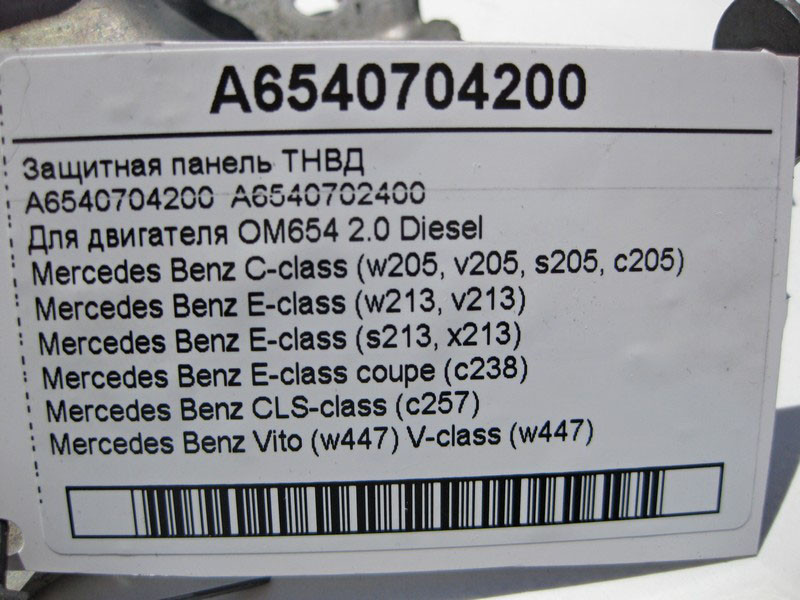 A6540704200
Защитная панель ТНВД
A6540704200 A6540702400
Для двигателя OM654 2.0 Diesel
Mercedes Benz C-class (w205, v205, s205, c205)
Mercedes Benz E-class (w213, v213)
Mercedes Benz E-class (s213, x213)
Mercedes Benz E-class coupe (c238)
Mercedes Benz CLS-class (c257)
Mercedes Benz Vito (w447) V-class (w447)